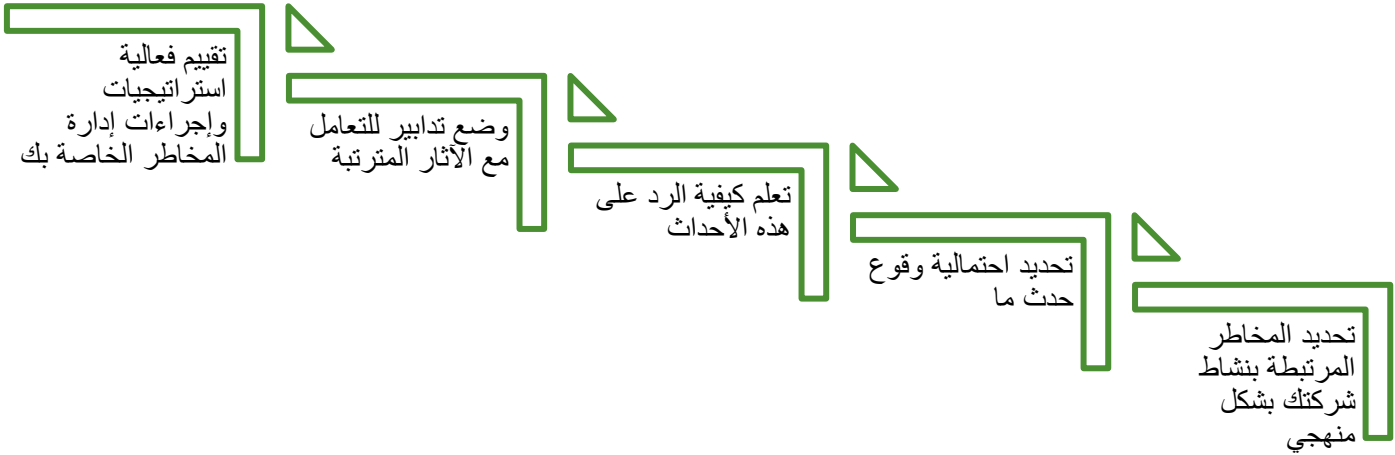 تحديد المخاطر
المرتبطة بنشاط
شركتك بشكل
منهجي
تحديد احتمالية وقوع
حدث ما
تعلم كيفية الرد على
هذه الأحداث
وضع تدابير للتعامل
مع الآثار المترتبة
تقييم فعالية
استراتيجيات
وإجراءات إدارة
المخاطر الخاصة بك